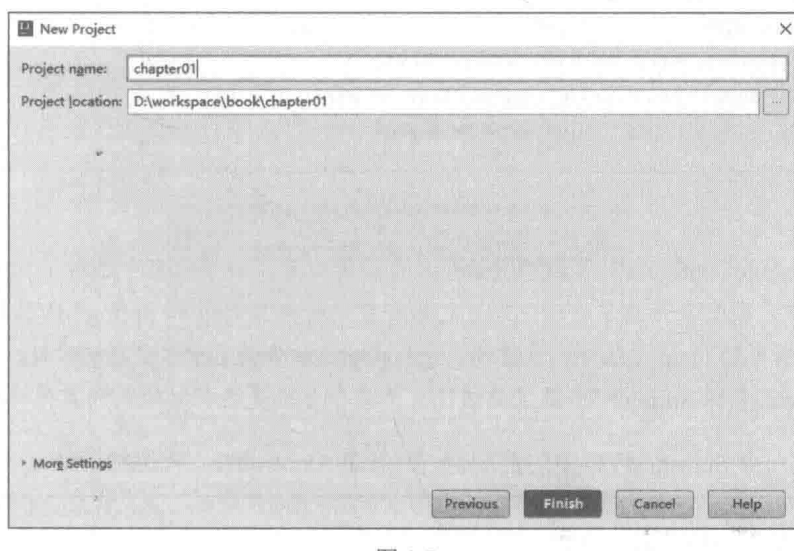 New Project
Project name: chapter01
Project location: D:\workspace\book\chapter01
...
More Settings
Previous Finish Cancel Help